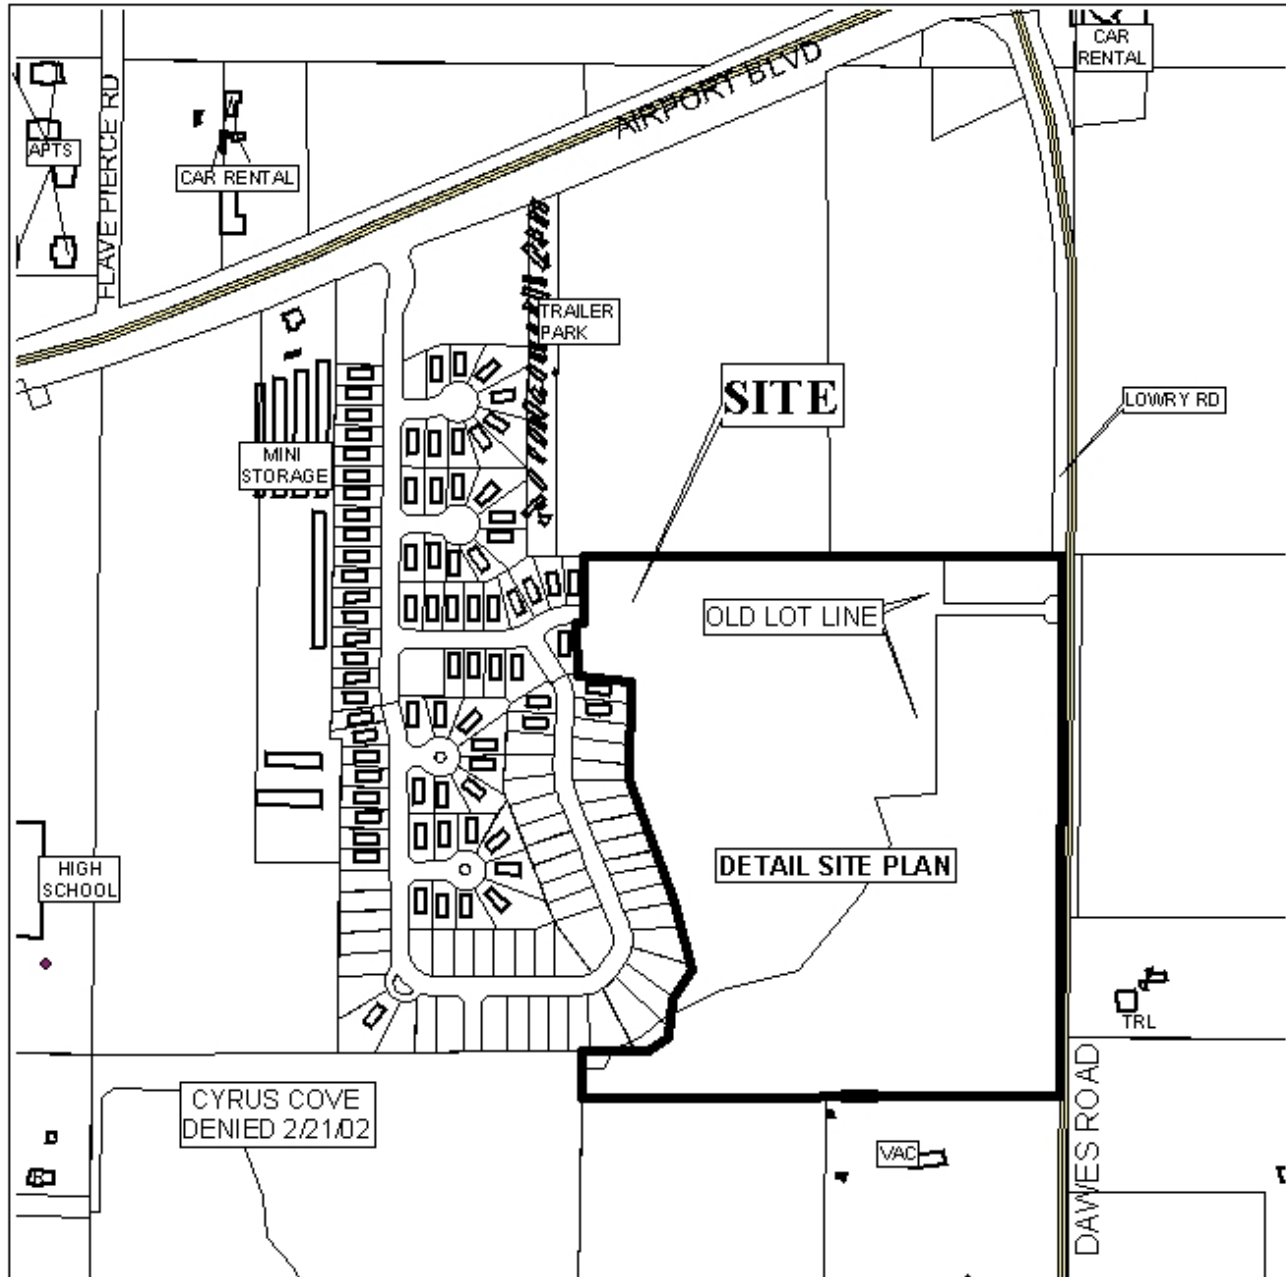 CAR
RENTAL
AIRPORT BLVD
FLAVE PIERCE RD
APTS
CAR RENTAL
TRAILER
PARK
SITE
LOWRY RD
MINI
STORAGE
OLD LOT LINE
DETAIL SITE PLAN
HIGH
SCHOOL
TRL
CYRUS COVE
DENIED 2/21/02
VAC
DAWES ROAD
R